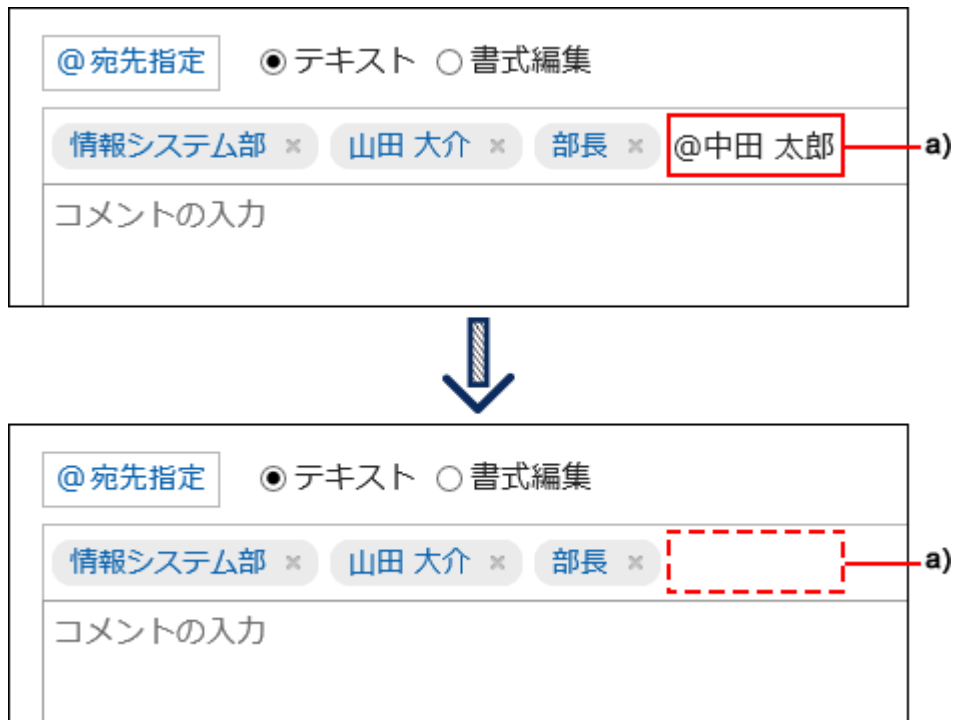 @宛先指定 テキスト 書式編集
情報システム部 × 山田 大介 × 部長 × @中田 太郎 a)
コメントの入力
@宛先指定 テキスト 書式編集
情報システム部 × 山田 大介 × 部長 × a)
コメントの入力